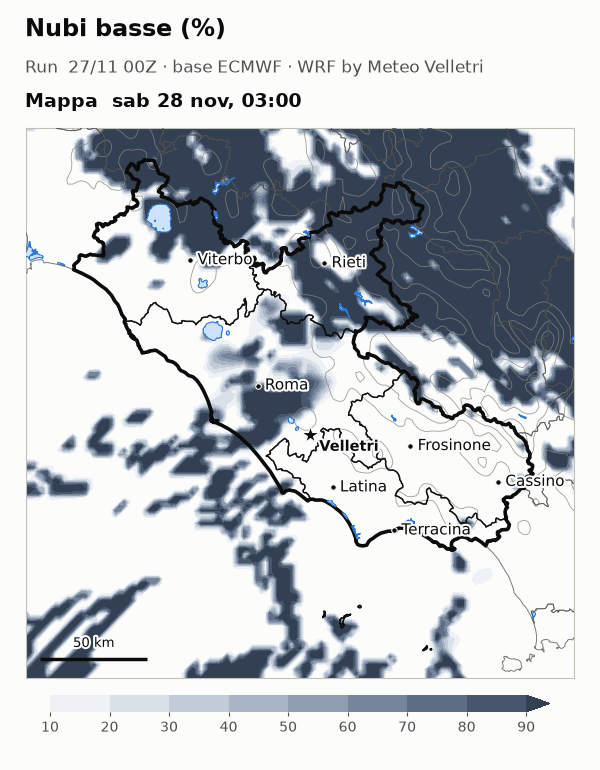 Nubi basse (%)
Run  27/11 00Z · base ECMWF · WRF by Meteo Velletri
Mappa  sab 28 nov, 03:00
Viterbo
Rieti
Roma
Velletri
Frosinone
Latina
Cassino
Terracina
50 km
10 20 30 40 50 60 70 80 90